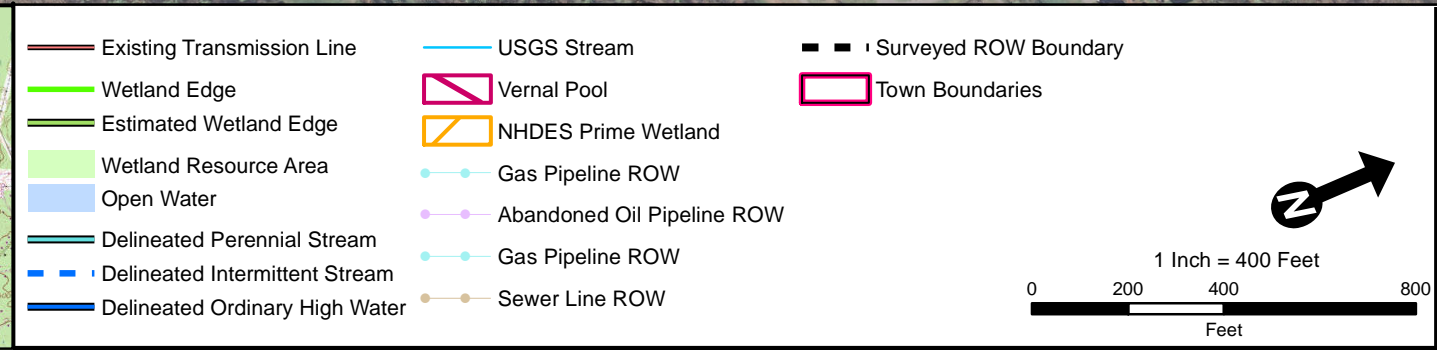 Existing Transmission Line
Wetland Edge
Estimated Wetland Edge
Wetland Resource Area
Open Water
Delineated Perennial Stream
Delineated Intermittent Stream
Delineated Ordinary High Water
USGS Stream
Vernal Pool
NHDES Prime Wetland
Gas Pipeline ROW
Abandoned Oil Pipeline ROW
Gas Pipeline ROW
Sewer Line ROW
Surveyed ROW Boundary
Town Boundaries
N
1 Inch = 400 Feet
0 200 400 800
Feet